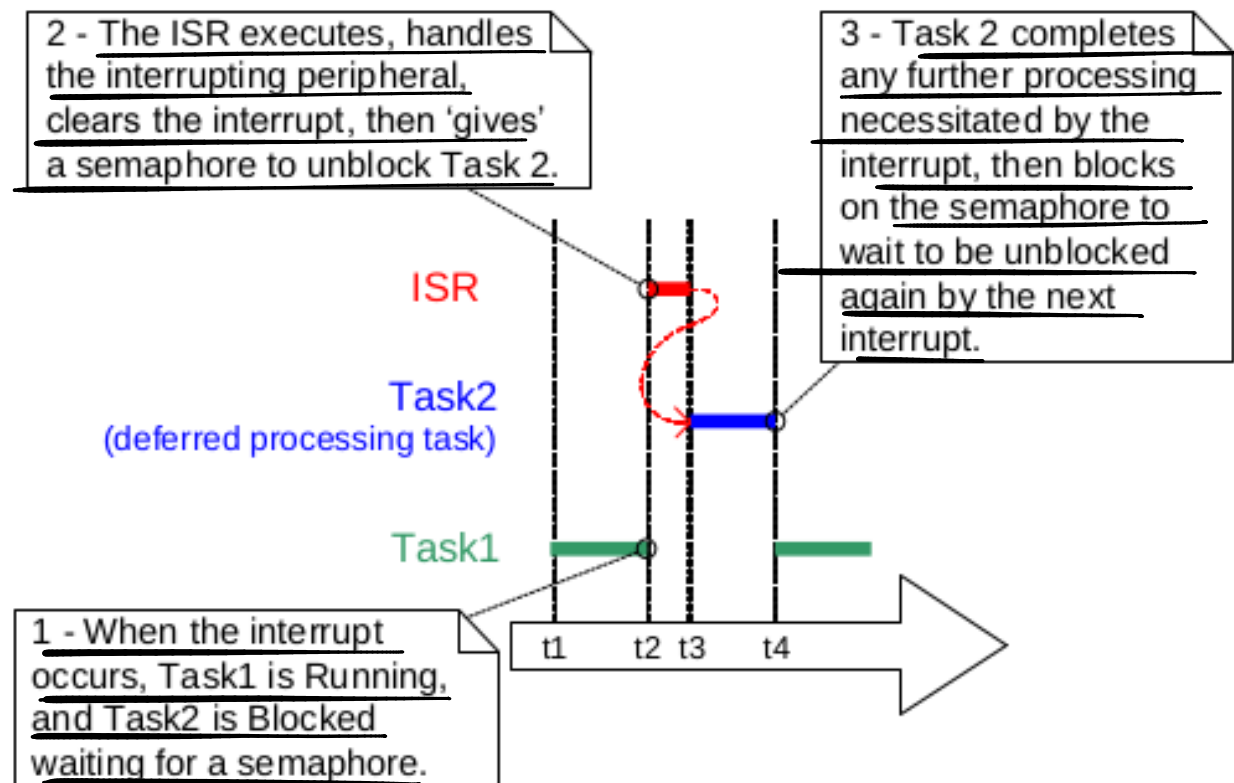 2 - The ISR executes, handles
the interrupting peripheral,
clears the interrupt, then ‘gives’
a semaphore to unblock Task 2.
3 - Task 2 completes
any further processing
necessitated by the
interrupt, then blocks
on the semaphore to
wait to be unblocked
again by the next
interrupt.
ISR
Task2
(deferred processing task)
Task1
t1 t2 t3 t4
1 - When the interrupt
occurs, Task1 is Running,
and Task2 is Blocked
waiting for a semaphore.